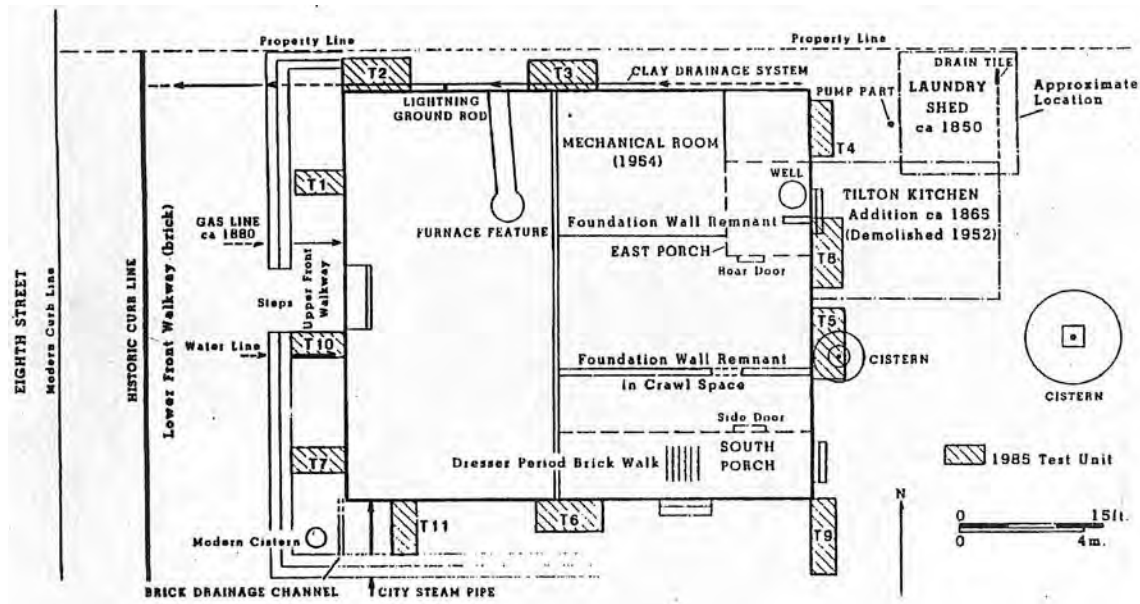 Property Line
Property Line
T2
T3
CLAY DRAINAGE SYSTEM
DRAIN TILE
LAUNDRY
SHED
ca 1850
Approximate
Location
PUMP PART
LIGHTNING
GROUND ROD
MECHANICAL ROOM
(1954)
T4
T1
WELL
TILTON KITCHEN
Addition ca 1865
(Demolished 1952)
GAS LINE
ca 1880
FURNACE FEATURE
Foundation Wall Remnant
EAST PORCH
Roar Door
T8
Steps
Upper Front
Walkway
EIGHTH STREET
Modern Curb Line
HISTORIC CURB LINE
Lower Front Walkway (brick)
T10
Water Line
T5
Foundation Wall Remnant
in Crawl Space
CISTERN
CISTERN
Side Door
T7
Dresser Period Brick Walk
SOUTH
PORCH
1985 Test Unit
Modern Cistern
T11
T6
T9
N
0 15ft.
0 4m.
BRICK DRAINAGE CHANNEL
CITY STEAM PIPE